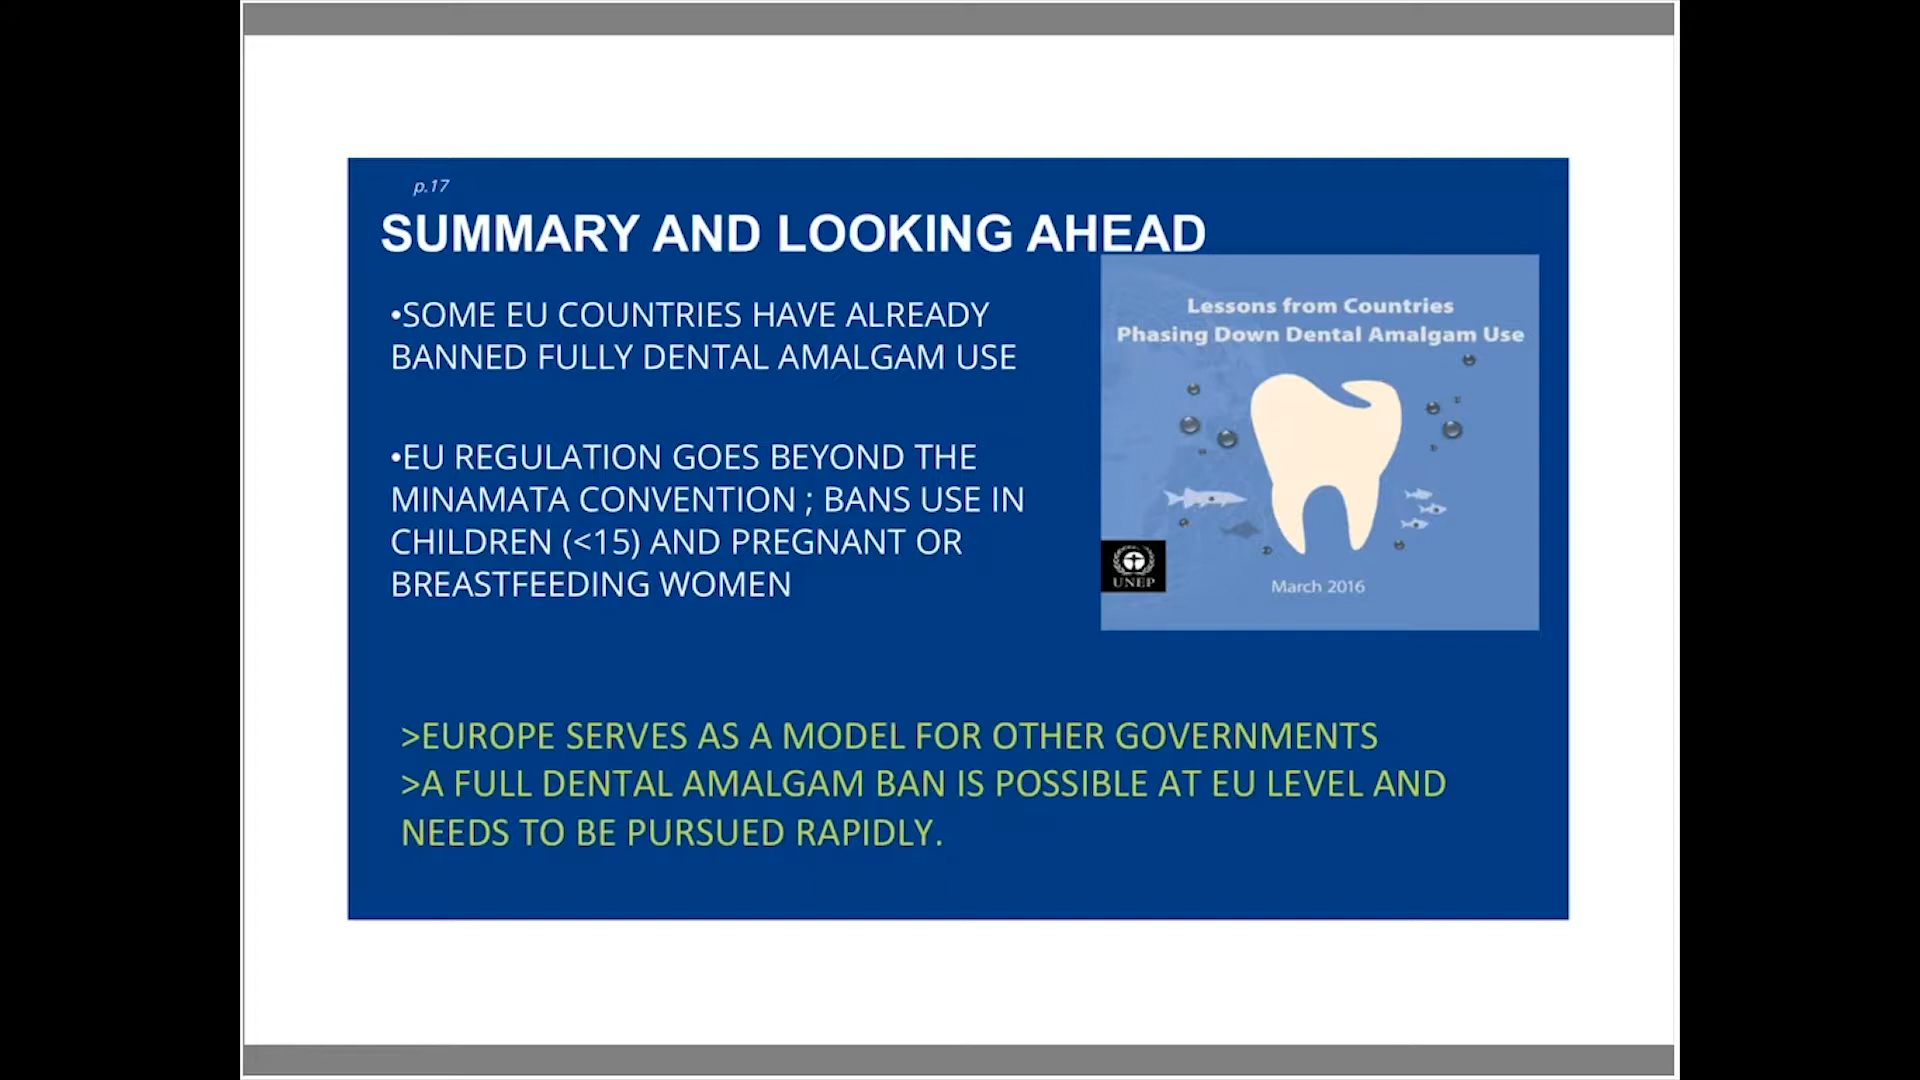 p.17
SUMMARY AND LOOKING AHEAD
•SOME EU COUNTRIES HAVE ALREADY
BANNED FULLY DENTAL AMALGAM USE
•EU REGULATION GOES BEYOND THE
MINAMATA CONVENTION ; BANS USE IN
CHILDREN (<15) AND PREGNANT OR
BREASTFEEDING WOMEN
Lessons from Countries
Phasing Down Dental Amalgam Use
UNEP
March 2016
>EUROPE SERVES AS A MODEL FOR OTHER GOVERNMENTS
>A FULL DENTAL AMALGAM BAN IS POSSIBLE AT EU LEVEL AND
NEEDS TO BE PURSUED RAPIDLY.